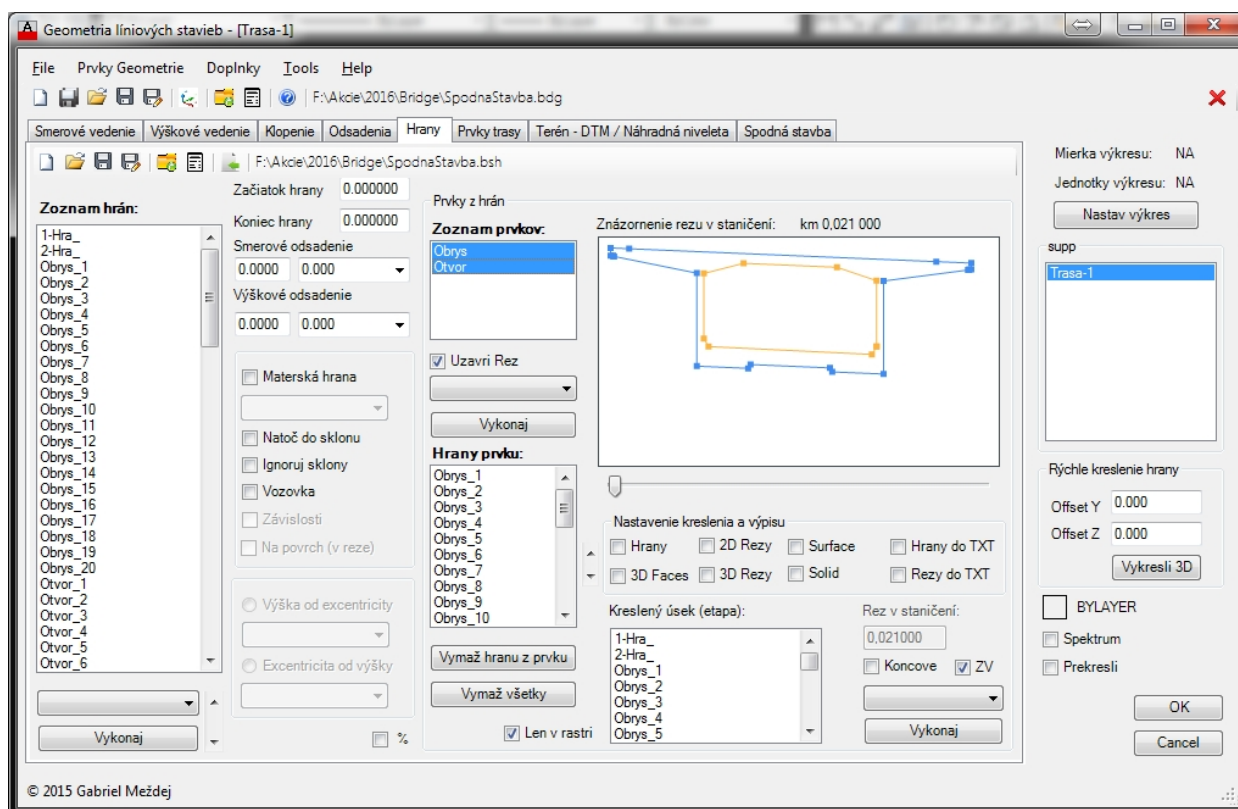 Geometria líniových stavieb - [Trasa-1]
File Prvky Geometrie Doplnky Tools Help
F:\Akcie\2016\Bridge\SpodnaStavba.bdg
Smerové vedenie Výškové vedenie Klopenie Odsadenia Hrany Prvky trasy Terén - DTM / Náhradná niveleta Spodná stavba
F:\Akcie\2016\Bridge\SpodnaStavba.bsh
Zoznam hrán:
1-Hra_
2-Hra_
Obrys_1
Obrys_2
Obrys_3
Obrys_4
Obrys_5
Obrys_6
Obrys_7
Obrys_8
Obrys_9
Obrys_10
Obrys_11
Obrys_12
Obrys_13
Obrys_14
Obrys_15
Obrys_16
Obrys_17
Obrys_18
Obrys_19
Obrys_20
Otvor_1
Otvor_2
Otvor_3
Otvor_4
Otvor_5
Otvor_6
Vykonaj
Začiatok hrany 0.000000
Koniec hrany 0.000000
Smerové odsadenie
0.0000 0.000
Výškové odsadenie
0.0000 0.000
Materská hrana
Natoč do sklonu
Ignoruj sklony
Vozovka
Závislosti
Na povrch (v reze)
Výška od excentricity
Excentricita od výšky
%
Prvky z hrán
Zoznam prvkov:
Obrys
Otvor
Uzavri Rez
Vykonaj
Hrany prvku:
Obrys_1
Obrys_2
Obrys_3
Obrys_4
Obrys_5
Obrys_6
Obrys_7
Obrys_8
Obrys_9
Obrys_10
Vymaž hranu z prvku
Vymaž všetky
Len v rastri
Znázornenie rezu v staničení: km 0,021 000
Nastavenie kreslenia a výpisu
Hrany 2D Rezy Surface Hrany do TXT
3D Faces 3D Rezy Solid Rezy do TXT
Kreslený úsek (etapa):
1-Hra_
2-Hra_
Obrys_1
Obrys_2
Obrys_3
Obrys_4
Obrys_5
Rez v staničení:
0,021000
Koncove ZV
Vykonaj
Mierka výkresu: NA
Jednotky výkresu: NA
Nastav výkres
supp
Trasa-1
Rýchle kreslenie hrany
Offset Y 0.000
Offset Z 0.000
Vykresli 3D
BYLAYER
Spektrum
Prekresli
OK
Cancel
© 2015 Gabriel Meždej